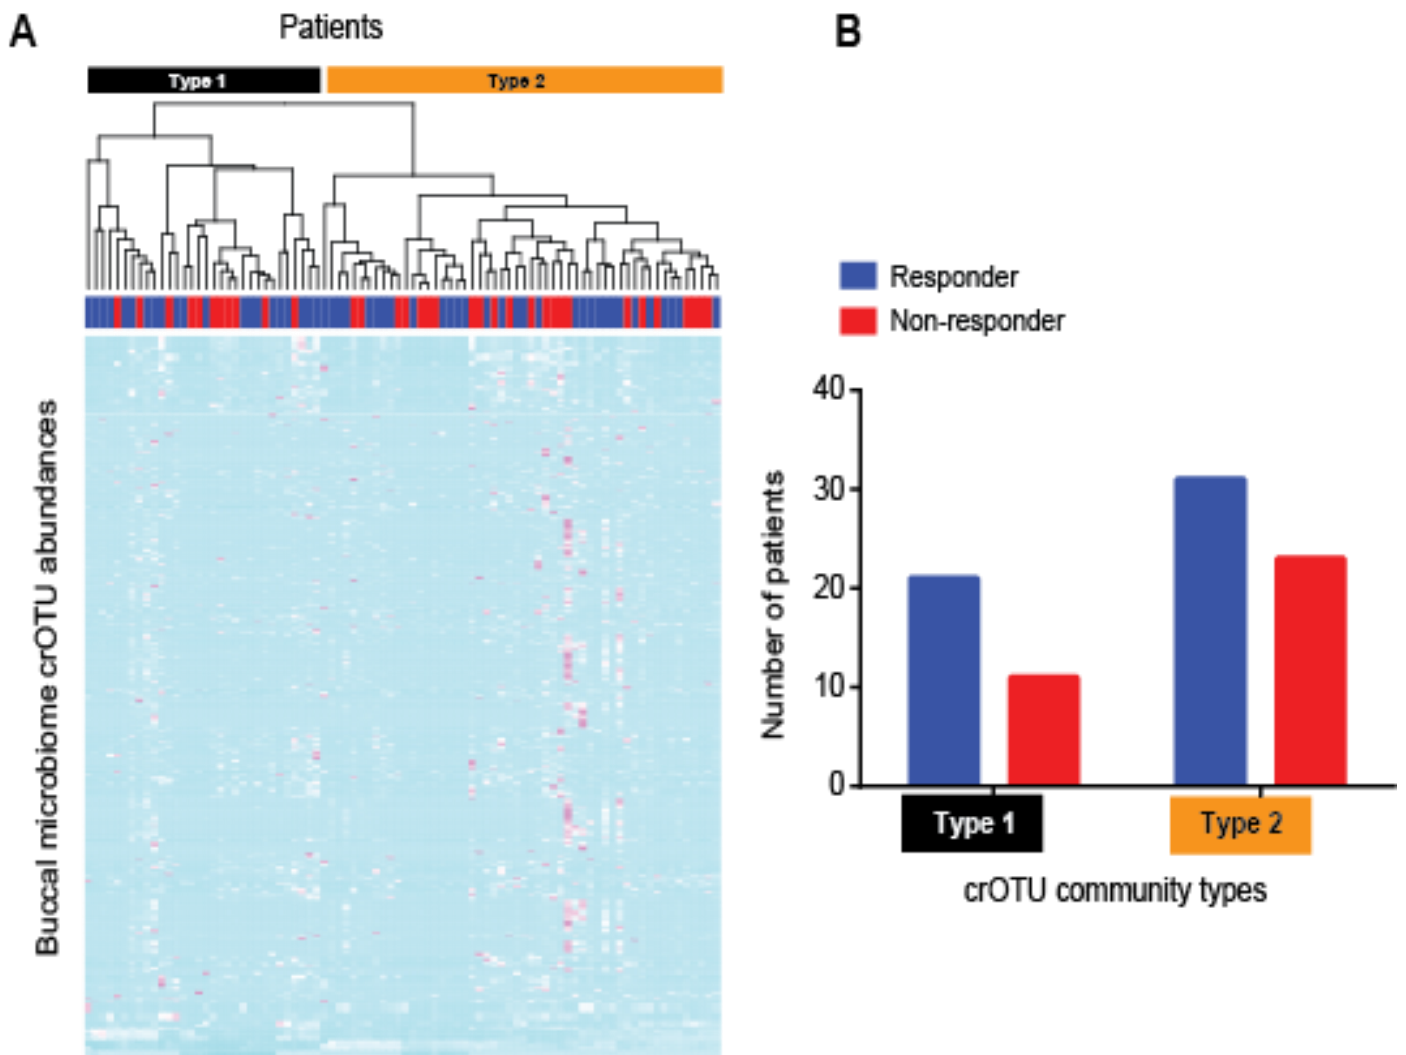 A
Patients
Type 1
Type 2
Buccal microbiome crOTU abundances
B
Responder
Non-responder
Number of patients
40
30
20
10
0
Type 1
Type 2
crOTU community types